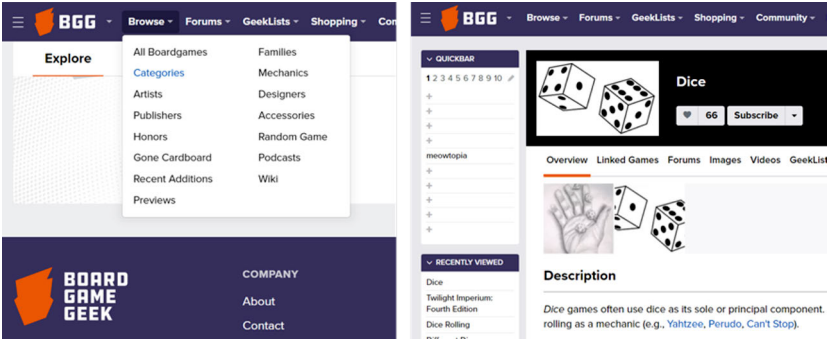 BGG Browse Forums GeekLists Shopping
Explore
All Boardgames Families
Categories Mechanics
Artists Designers
Publishers Accessories
Honors Random Game
Gone Cardboard Podcasts
Recent Additions Wiki
Previews
BOARD
GAME
GEEK
COMPANY
About
Contact
BGG Browse Forums GeekLists Shopping Community
QUICKBAR
1 2 3 4 5 6 7 8 9 10
meowtopia
RECENTLY VIEWED
Dice
Twilight Imperium:
Fourth Edition
Dice Rolling
Dice
66 Subscribe
Overview Linked Games Forums Images Videos GeekList
Description
Dice games often use dice as its sole or principal component.
rolling as a mechanic (e.g., Yahtzee, Perudo, Can't Stop).